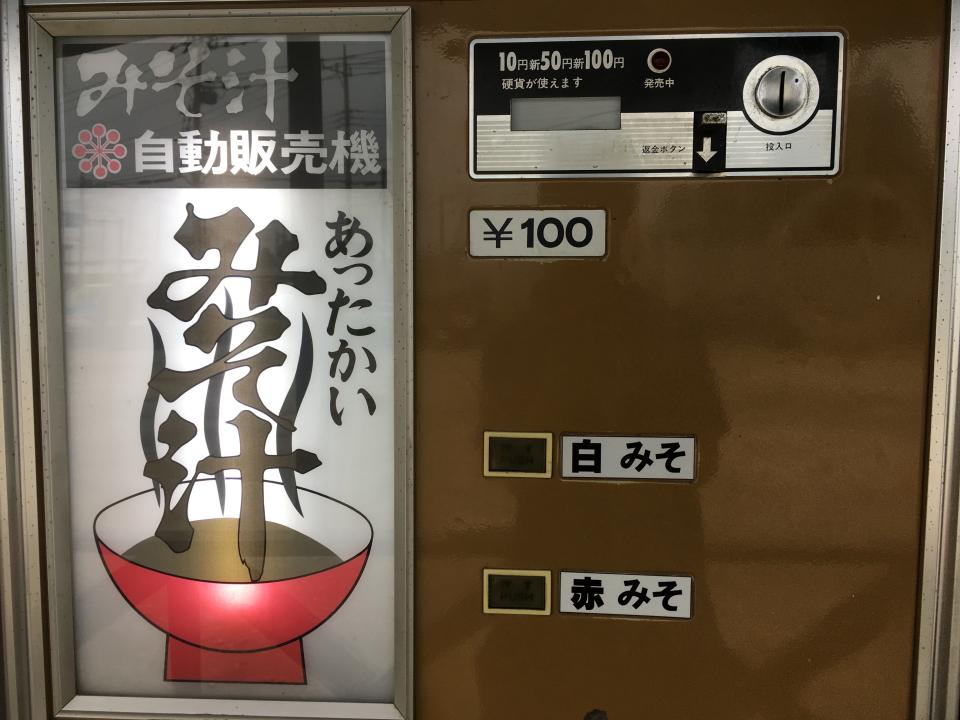 みそ汁
自動販売機
あったかい
みそ汁
10円新50円新100円
硬貨が使えます
発売中
返金ボタン
投入口
¥100
PUSH
白 みそ
PUSH
赤 みそ